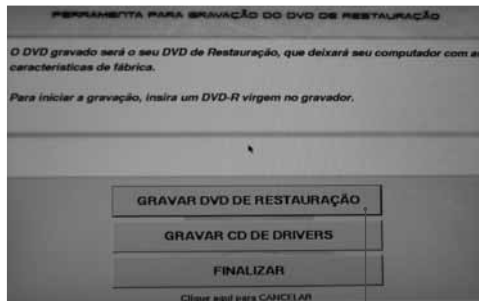 FERRAMENTA PARA GRAVAÇÃO DO DVD DE RESTAURAÇÃO
O DVD gravado será o seu DVD de Restauração, que deixará seu computador com as
características de fábrica.
Para iniciar a gravação, insira um DVD-R virgem no gravador.
GRAVAR DVD DE RESTAURAÇÃO
GRAVAR CD DE DRIVERS
FINALIZAR
Clique aqui para CANCELAR